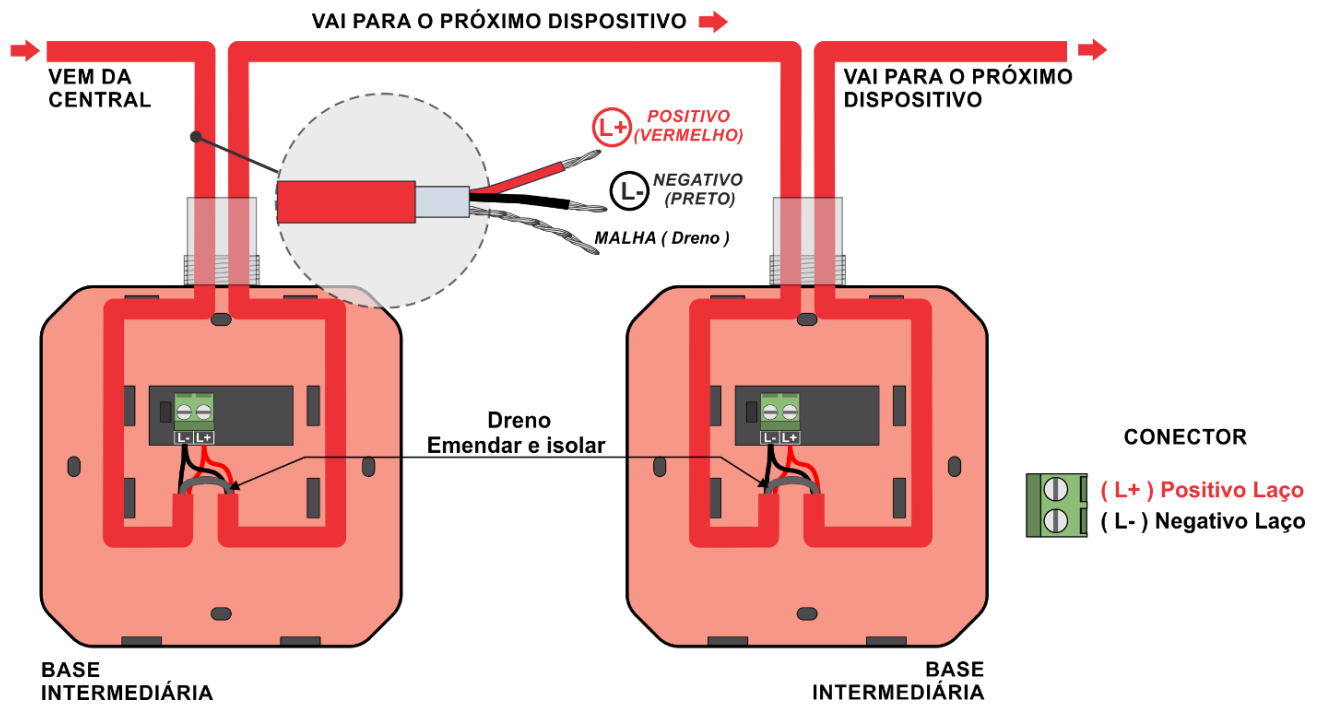 VAI PARA O PRÓXIMO DISPOSITIVO
VEM DA
CENTRAL
VAI PARA O PRÓXIMO
DISPOSITIVO
L+
POSITIVO
(VERMELHO)
L-
NEGATIVO
(PRETO)
MALHA ( Dreno )
L- L+
L- L+
Dreno
Emendar e isolar
CONECTOR
( L+ ) Positivo Laço
( L- ) Negativo Laço
BASE
INTERMEDIÁRIA
BASE
INTERMEDIÁRIA